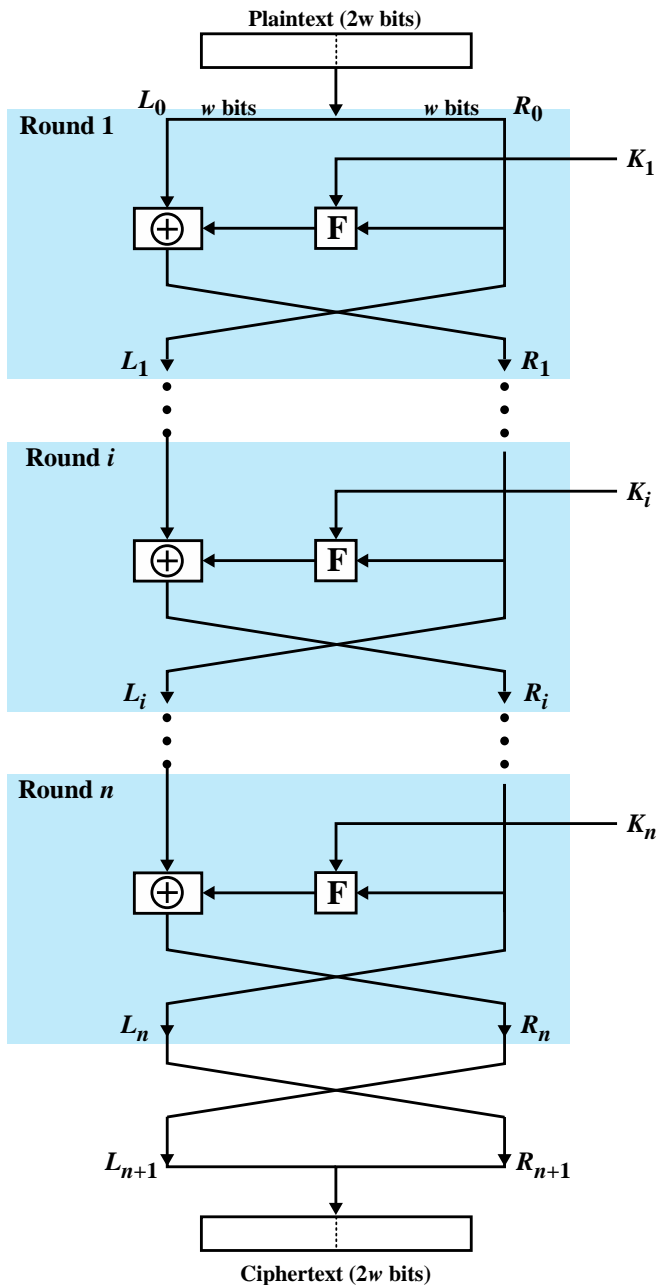 Plaintext (2w bits)
L₀ w bits w bits R₀
Round 1
K₁
F
L₁ R₁
Round i
Kᵢ
F
Lᵢ Rᵢ
Round n
Kₙ
F
Lₙ Rₙ
Lₙ₊₁ Rₙ₊₁
Ciphertext (2w bits)